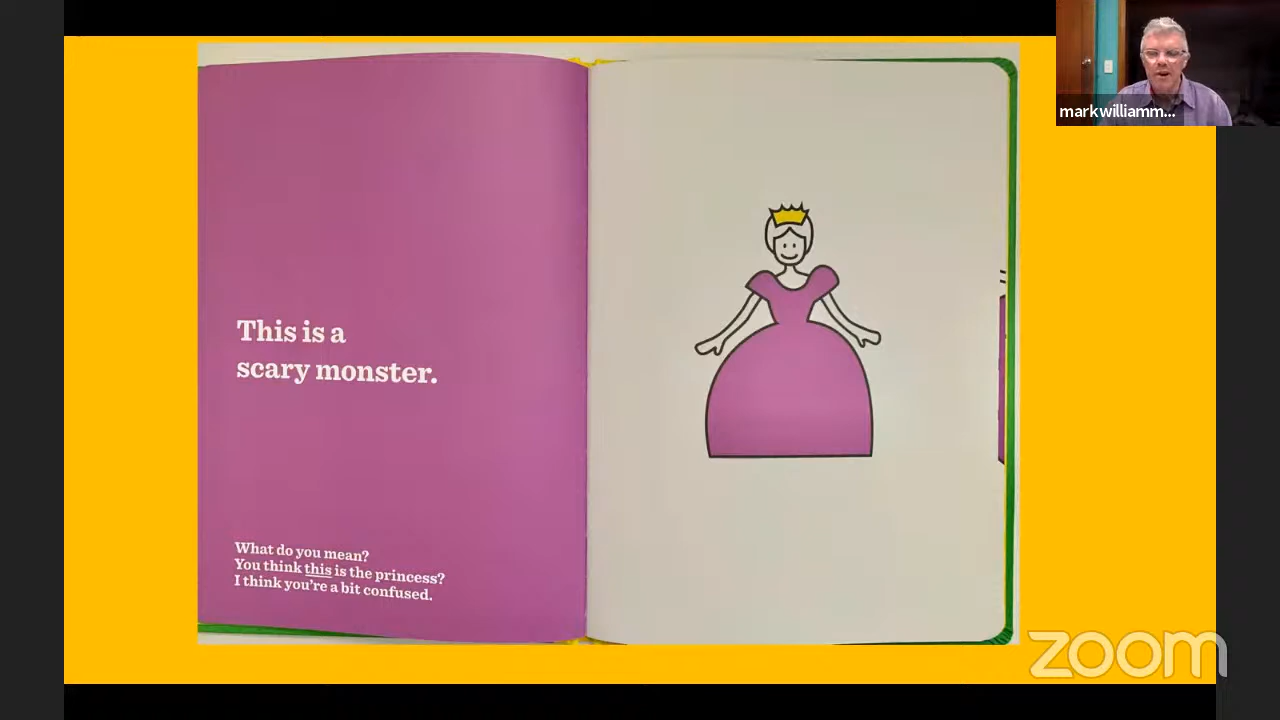 This is a
scary monster.
What do you mean?
You think this is the princess?
I think you're a bit confused.
markwilliamm...
zoom